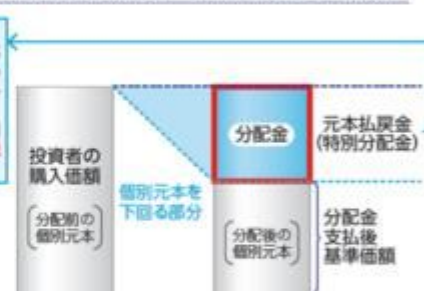 投資者の
購入価額
(分配前の
個別元本)
個別元本を
下回る部分
分配金
(分配後の
個別元本)
元本払戻金
(特別分配金)
分配金
支払後
基準価額